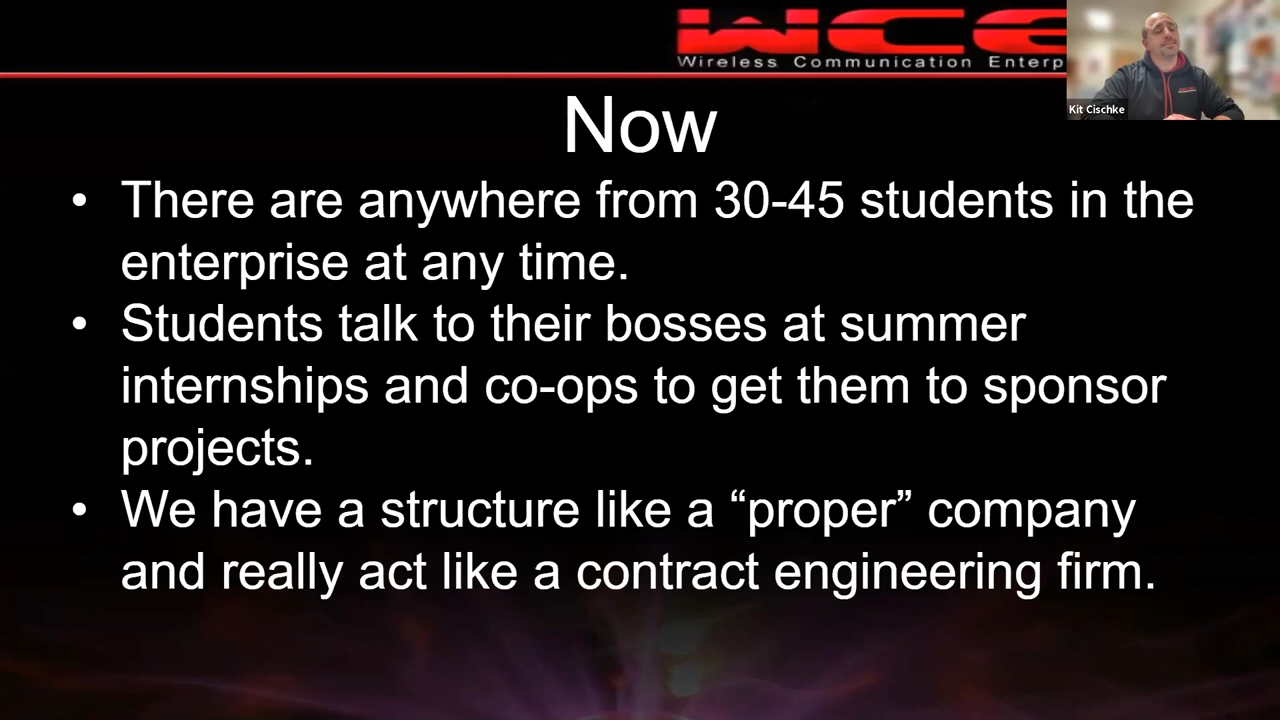 WCE
Wireless Communication Enterp
Kit Cischke
Now
• There are anywhere from 30-45 students in the
enterprise at any time.
• Students talk to their bosses at summer
internships and co-ops to get them to sponsor
projects.
• We have a structure like a “proper” company
and really act like a contract engineering firm.